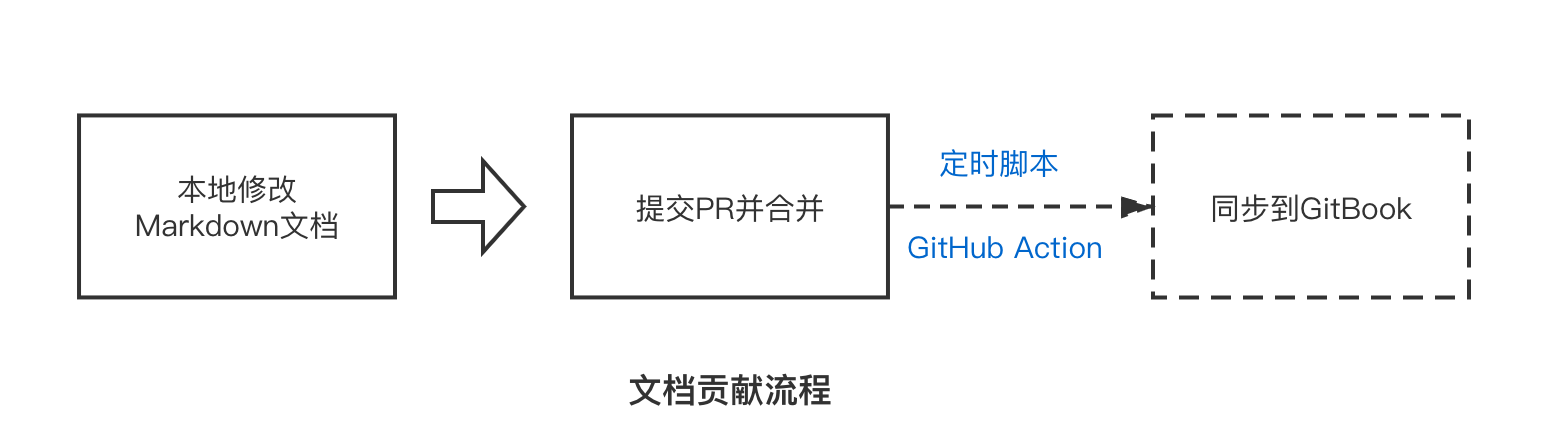 本地修改
Markdown文档
提交PR并合并
定时脚本
GitHub Action
同步到GitBook
文档贡献流程